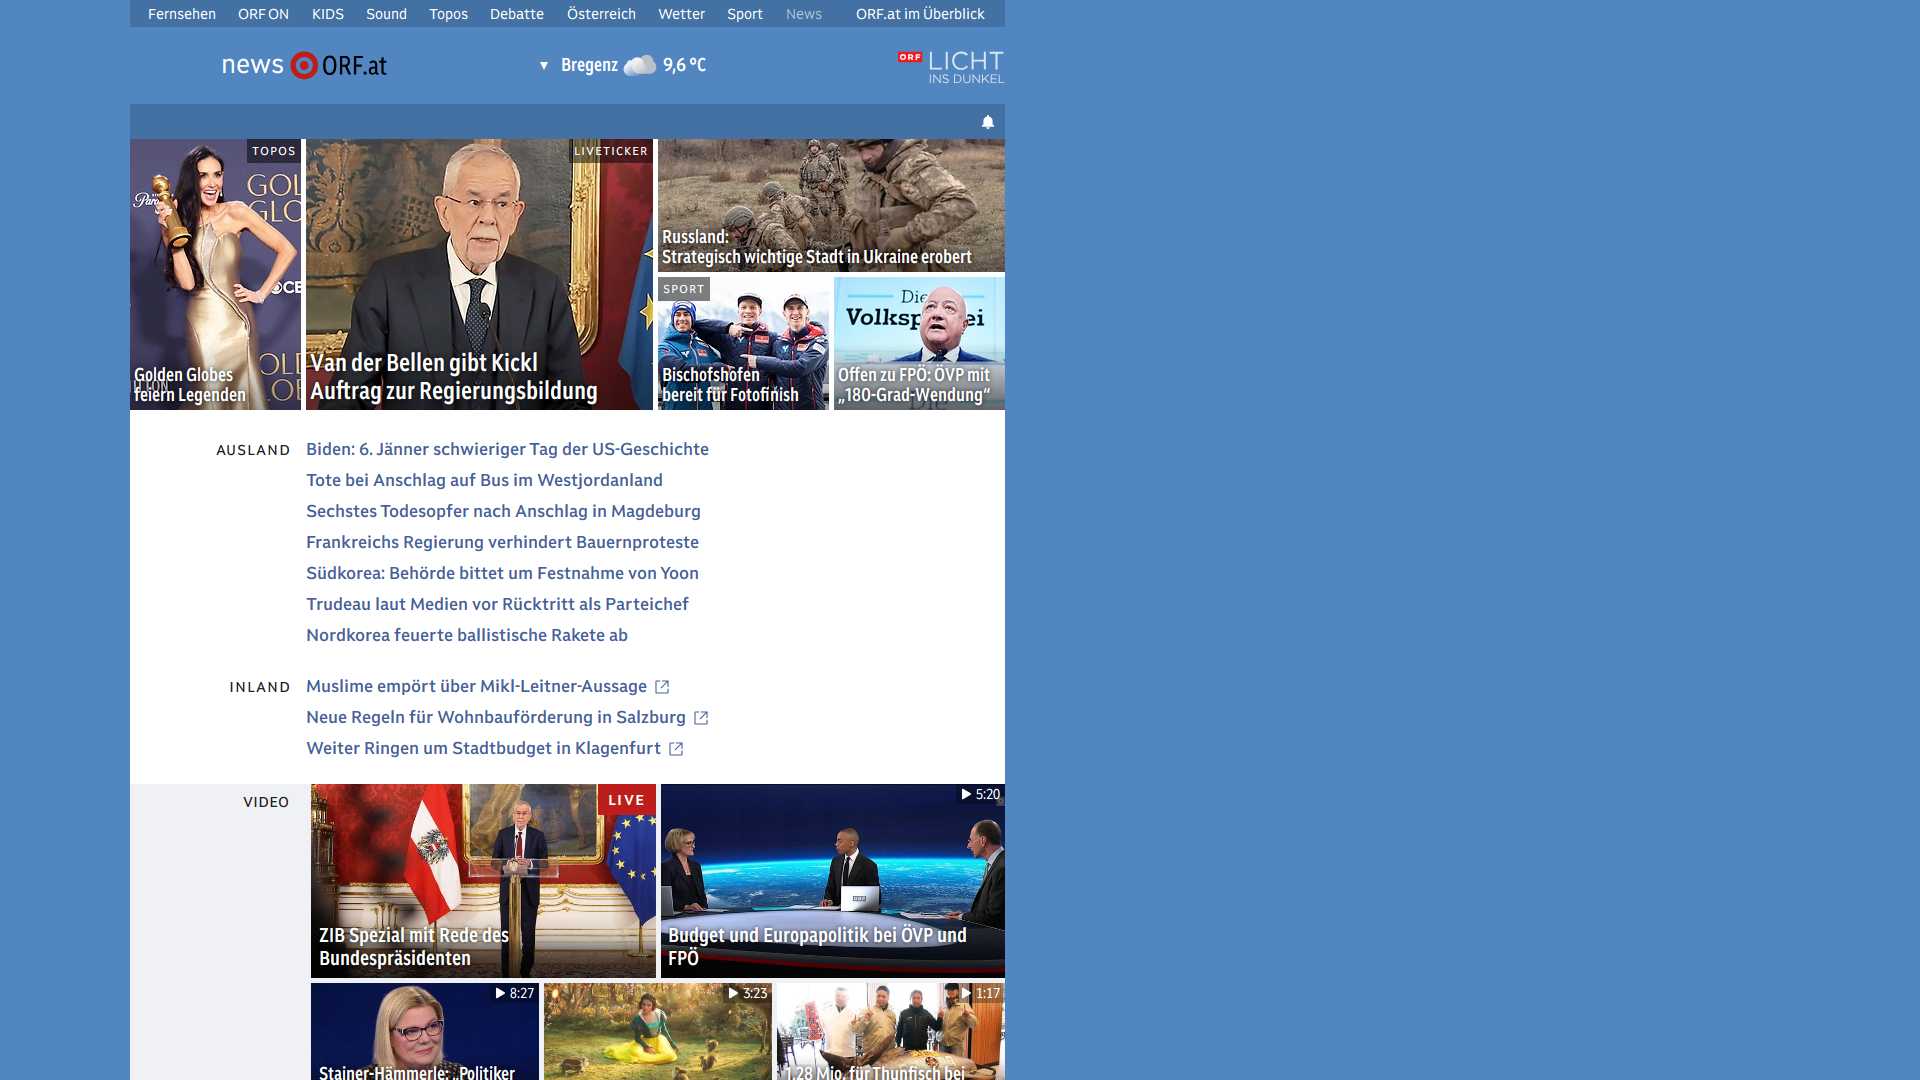 Fernsehen ORF ON KIDS Sound Topos Debatte Österreich Wetter Sport News ORF.at im Überblick
news ORF.at
Bregenz 9,6 °C
ORF LICHT
INS DUNKEL
TOPOS
GOL
GLO
Golden Globes
feiern Legenden
LIVETICKER
Van der Bellen gibt Kickl
Auftrag zur Regierungsbildung
Russland:
Strategisch wichtige Stadt in Ukraine erobert
SPORT
Bischofshofen
bereit für Fotofinish
Die
Volksp ei
Offen zu FPÖ: ÖVP mit
„180-Grad-Wendung“
AUSLAND
Biden: 6. Jänner schwieriger Tag der US-Geschichte
Tote bei Anschlag auf Bus im Westjordanland
Sechstes Todesopfer nach Anschlag in Magdeburg
Frankreichs Regierung verhindert Bauernproteste
Südkorea: Behörde bittet um Festnahme von Yoon
Trudeau laut Medien vor Rücktritt als Parteichef
Nordkorea feuerte ballistische Rakete ab
INLAND
Muslime empört über Mikl-Leitner-Aussage
Neue Regeln für Wohnbauförderung in Salzburg
Weiter Ringen um Stadtbudget in Klagenfurt
VIDEO
LIVE
ZIB Spezial mit Rede des
Bundespräsidenten
5:20
Budget und Europapolitik bei ÖVP und
FPÖ
8:27
Stainer-Hämmerle: „Politiker
3:23
1:17
1,28 Mio. für Thunfisch bei